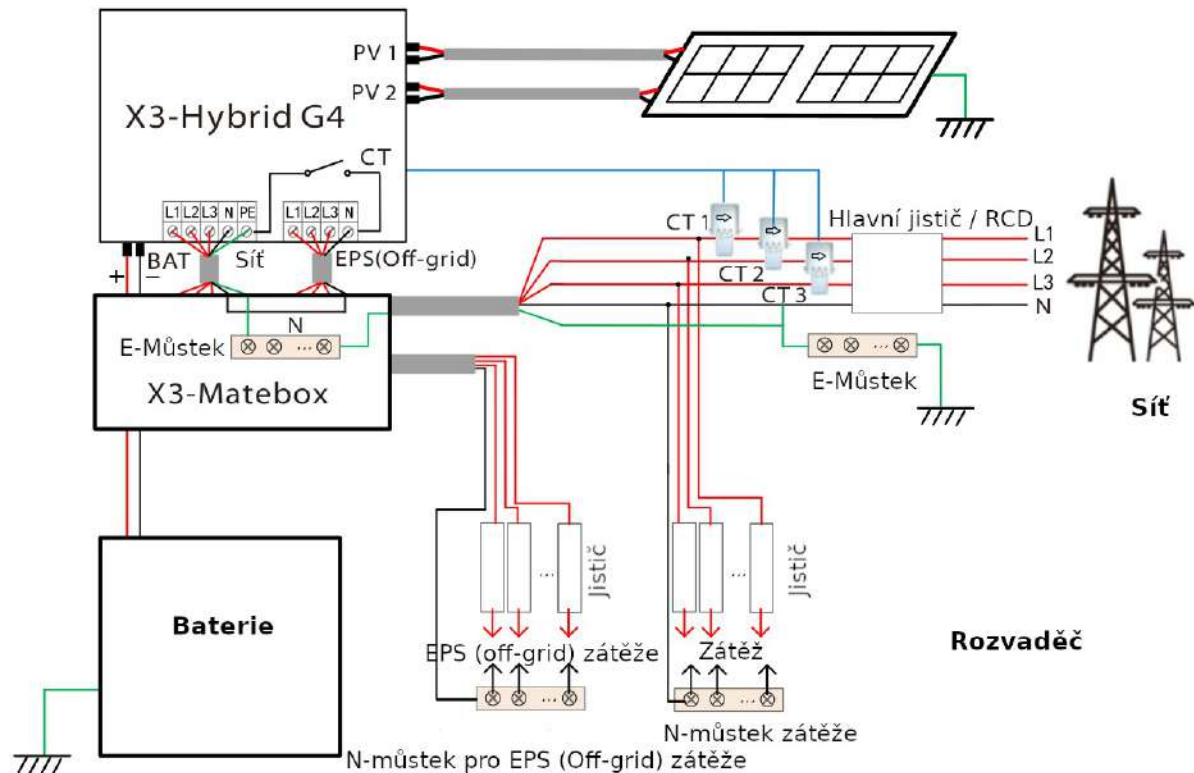 PV 1
PV 2
X3-Hybrid G4
CT
L1 L2 L3 N PE
L1 L2 L3 N
+ BAT –
Síť
EPS(Off-grid)
CT 1
CT 2
CT 3
Hlavní jistič / RCD
L1
L2
L3
N
N
E-Můstek
...
X3-Matebox
...
E-Můstek
Síť
...
Jistič
...
Jistič
Baterie
EPS (off-grid) zátěže
Zátěž
Rozvaděč
...
...
N-můstek zátěže
N-můstek pro EPS (Off-grid) zátěže